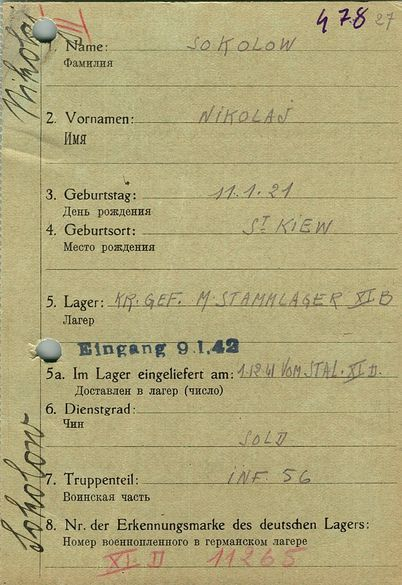 478 27
III
Nikolaj
1. Name: SOKOLOW
Фамилия
2. Vornamen: NIKOLAJ
Имя
3. Geburtstag: 11.1.21
День рождения
4. Geburtsort: ST KIEW
Место рождения
5. Lager: KR. GEF. M. STAMMLAGER XI B
Лагер
Eingang 9.1.42
5a. Im Lager eingeliefert am: 1.12.41 VOM STAL. XI D.
Доставлен в лагер (число)
6. Dienstgrad:
Чин
SOLD
Sokolow
7. Truppenteil: INF. 56
Воинская часть
8. Nr. der Erkennungsmarke des deutschen Lagers:
Номер военнопленного в германском лагере
XI D 11265